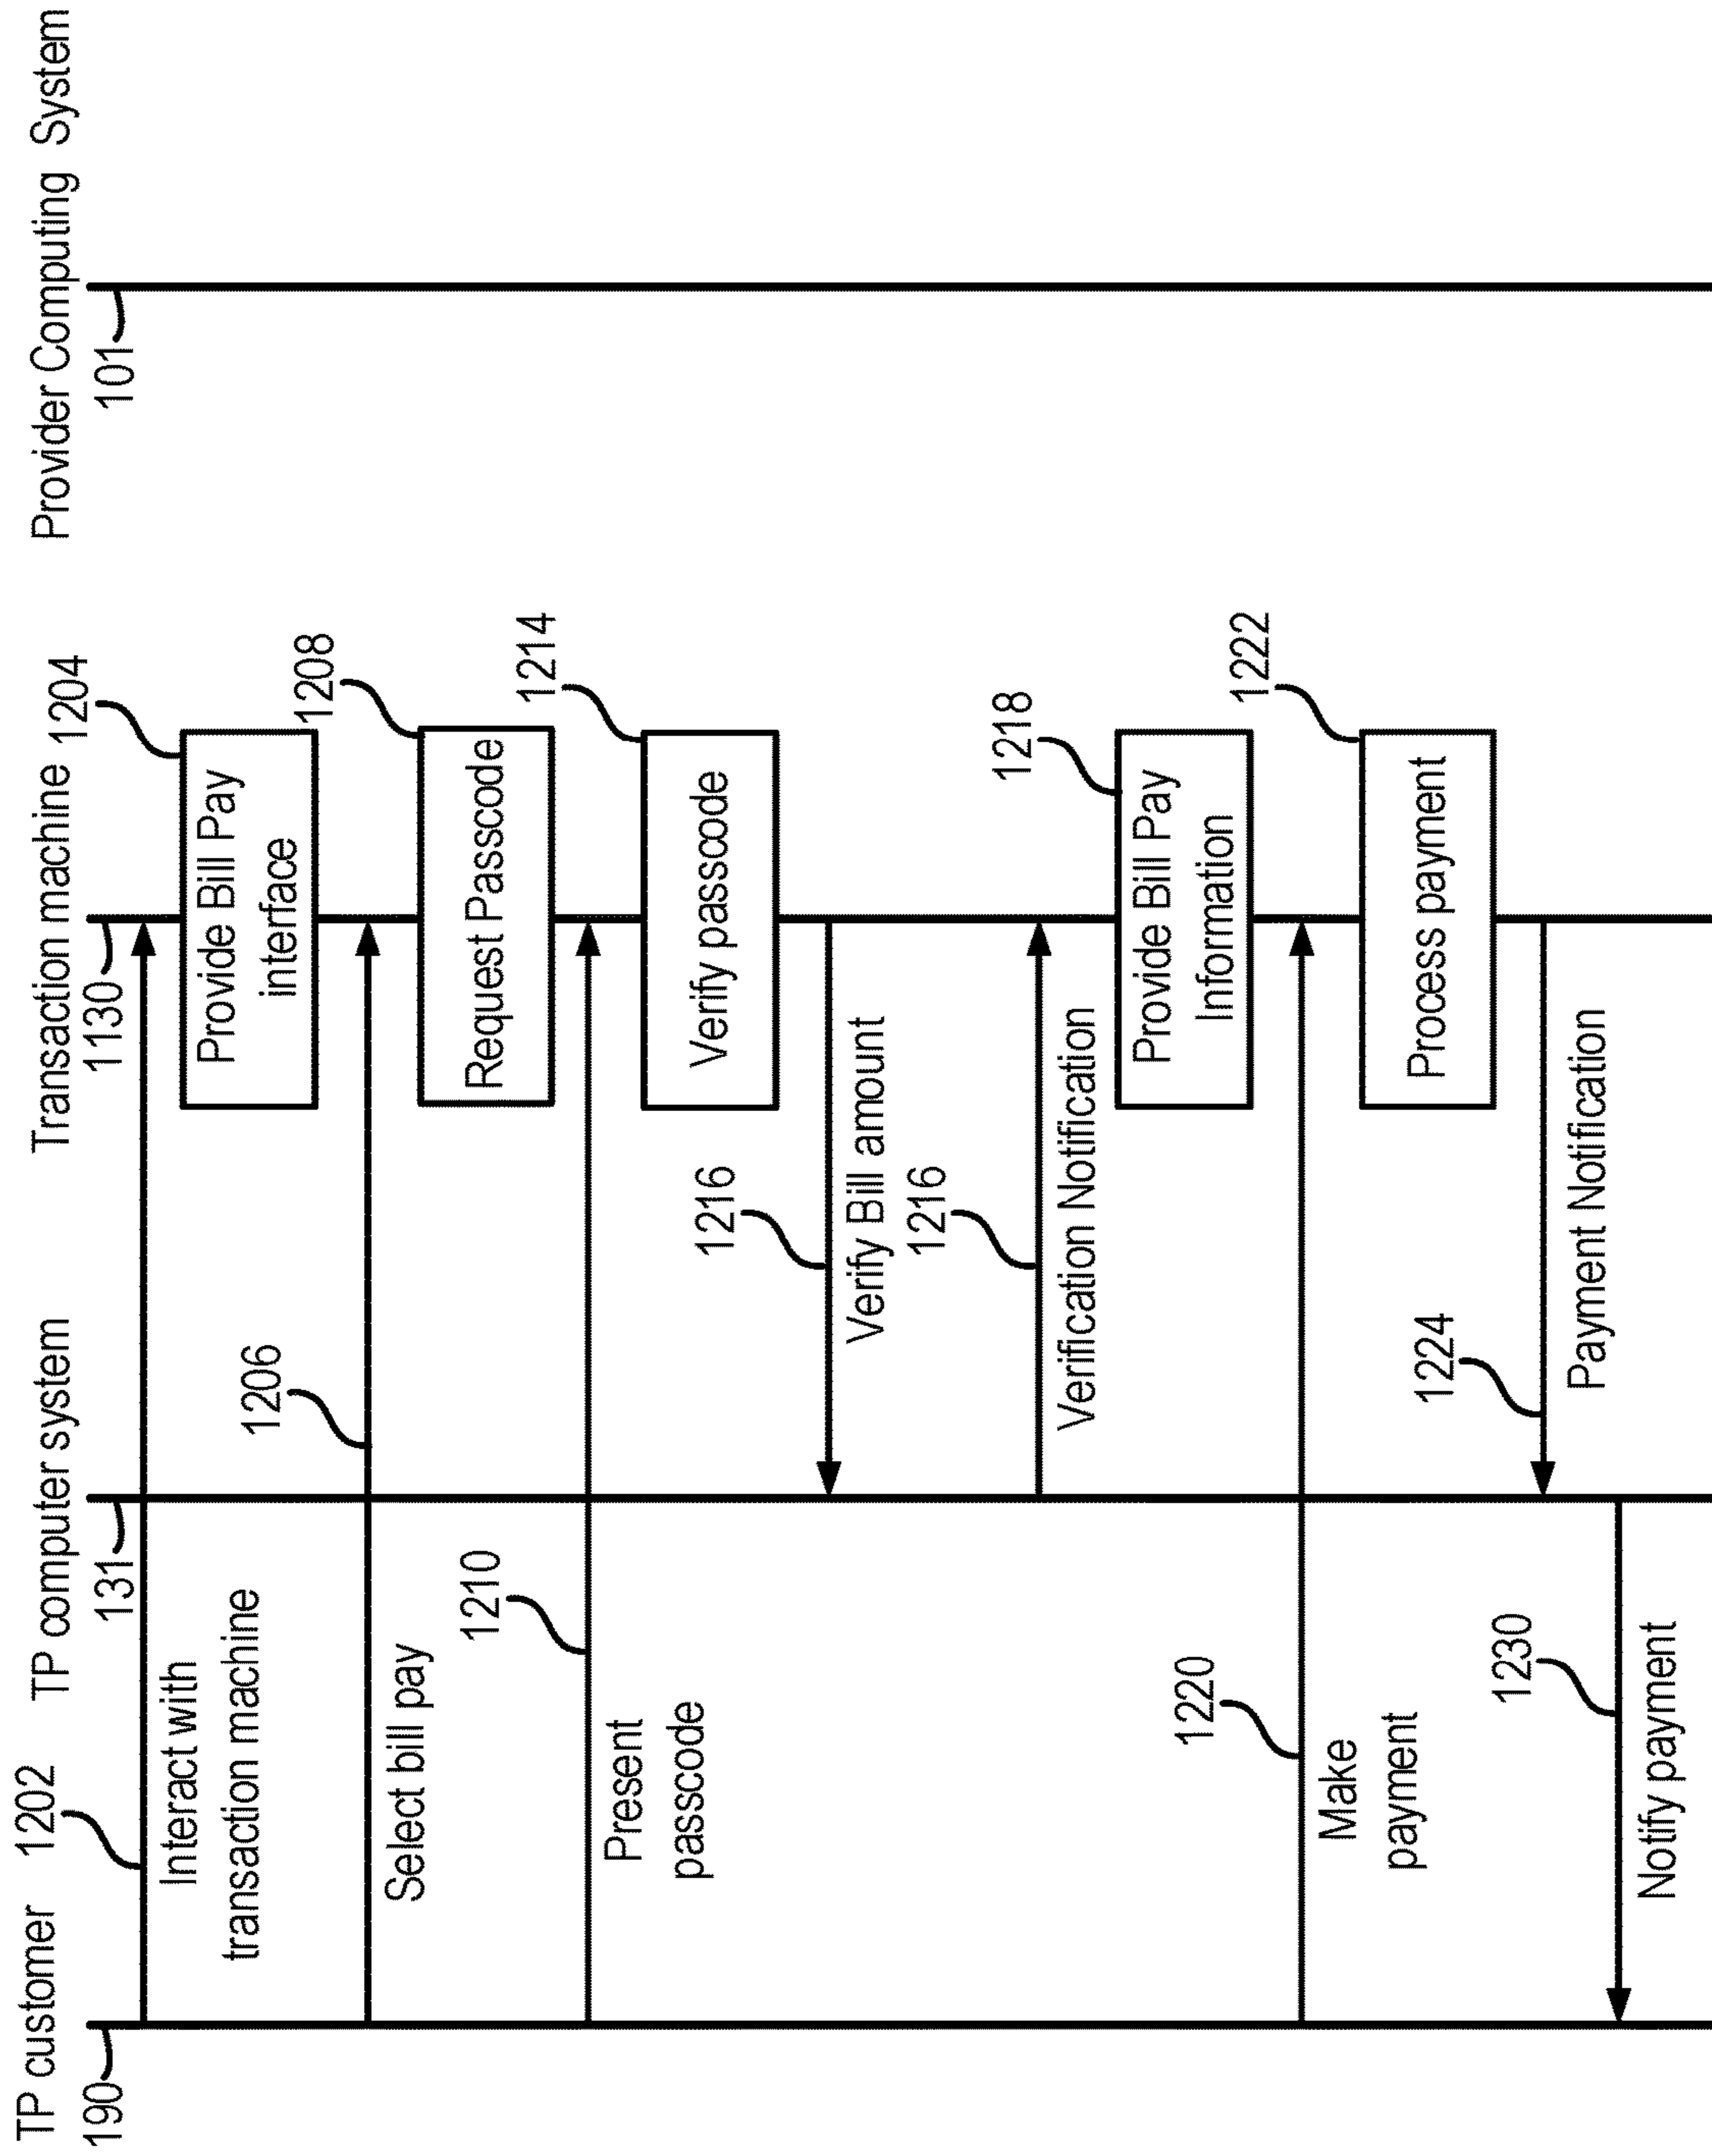 TP customer
190
1202
TP computer system
131
Transaction machine
1130
Provider Computing System
101
Interact with
transaction machine
1204
Provide Bill Pay
interface
1206
Select bill pay
1208
Request Passcode
1210
Present
passcode
1214
Verify passcode
1216
Verify Bill amount
1216
Verification Notification
1218
Provide Bill Pay
Information
1220
Make
payment
1222
Process payment
1224
Payment Notification
1230
Notify payment